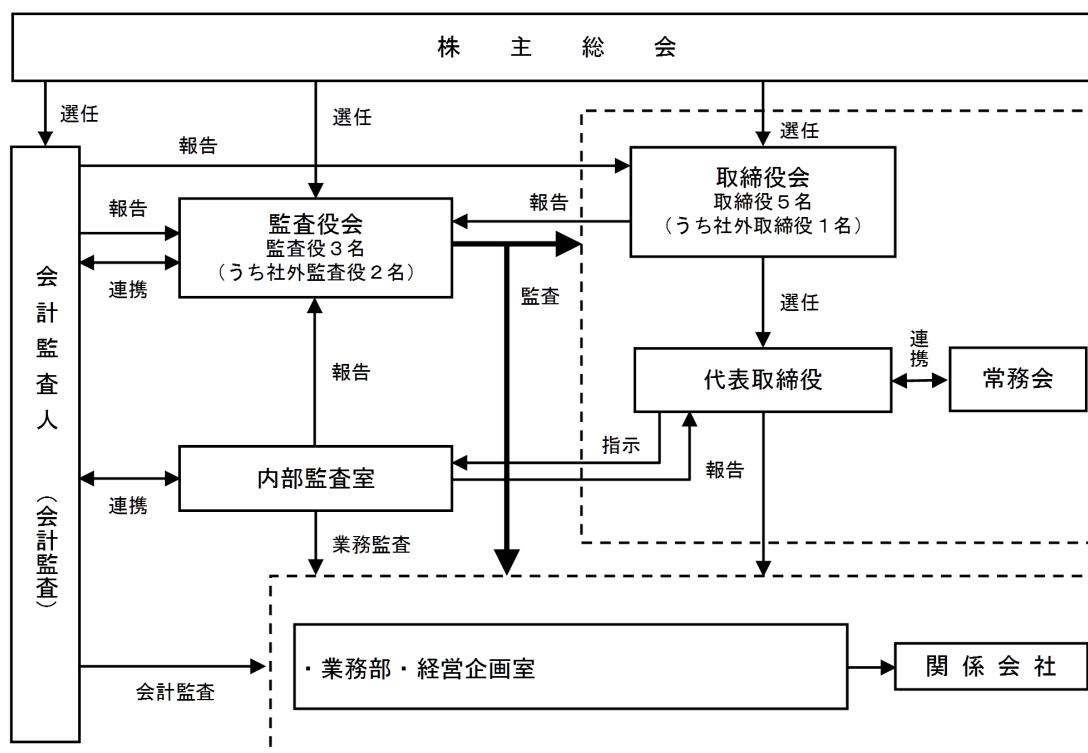 株主総会
選任
選任
選任
報告
取締役会
取締役５名
（うち社外取締役１名）
報告
報告
監査役会
監査役３名
（うち社外監査役２名）
連携
監査
選任
会計監査人
（会計監査）
報告
代表取締役
連携
常務会
指示
報告
内部監査室
連携
業務監査
・業務部・経営企画室
関係会社
会計監査